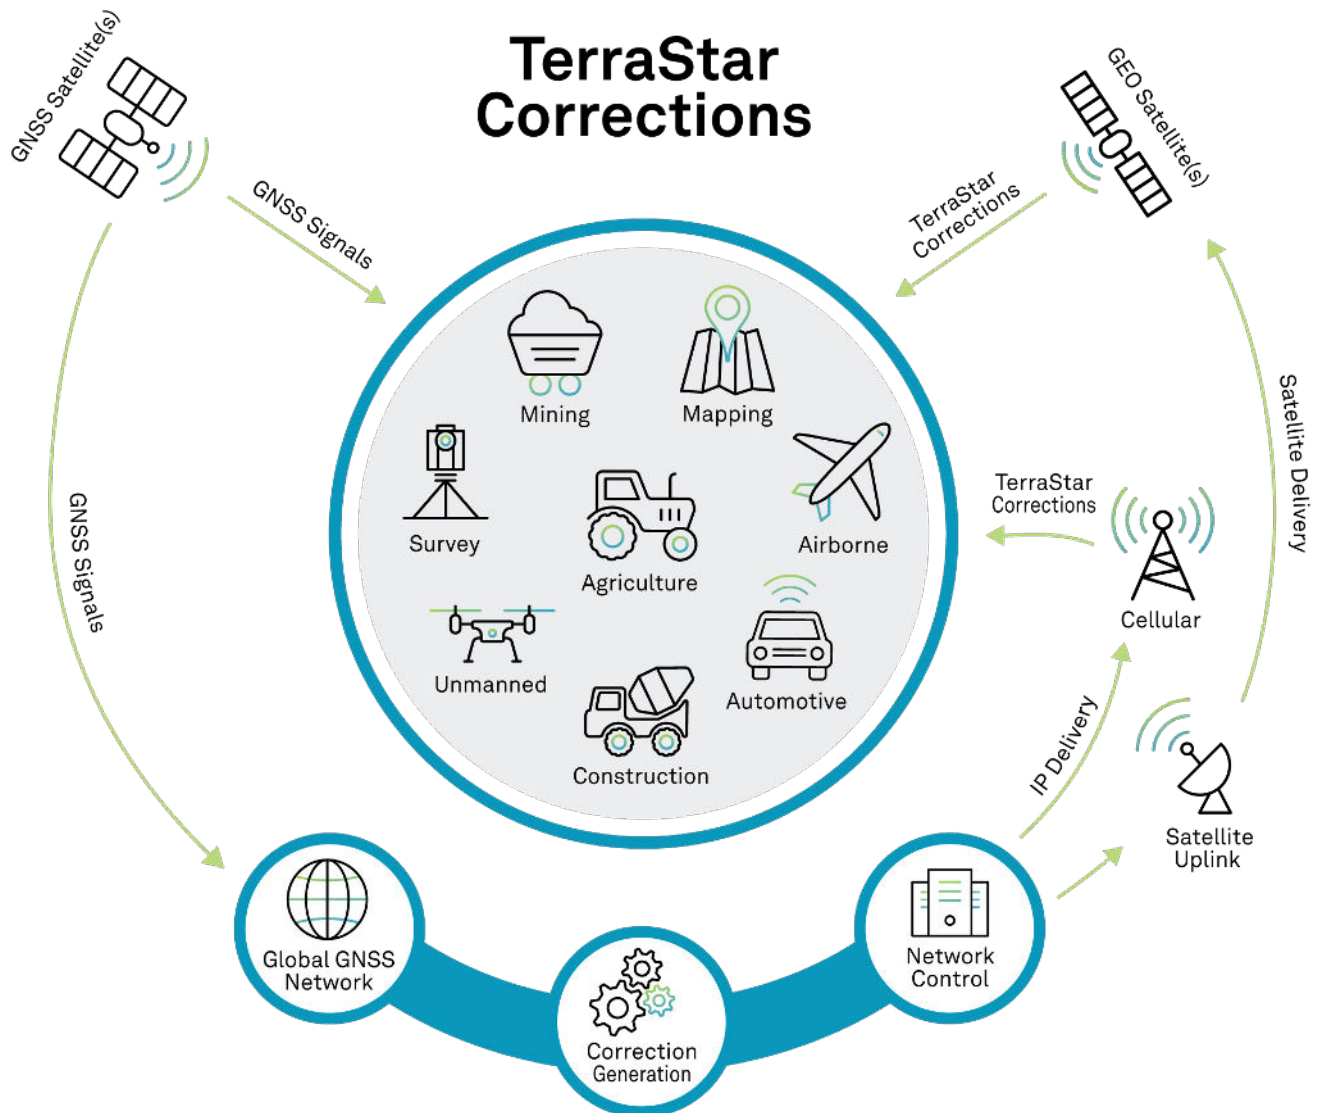 TerraStar
Corrections
GNSS Satellite(s)
GEO Satellite(s)
GNSS Signals
TerraStar
Corrections
Mining
Mapping
Survey
Agriculture
Airborne
TerraStar
Corrections
Satellite Delivery
GNSS Signals
Cellular
Unmanned
Automotive
Construction
IP Delivery
Satellite
Uplink
Global GNSS
Network
Network
Control
Correction
Generation